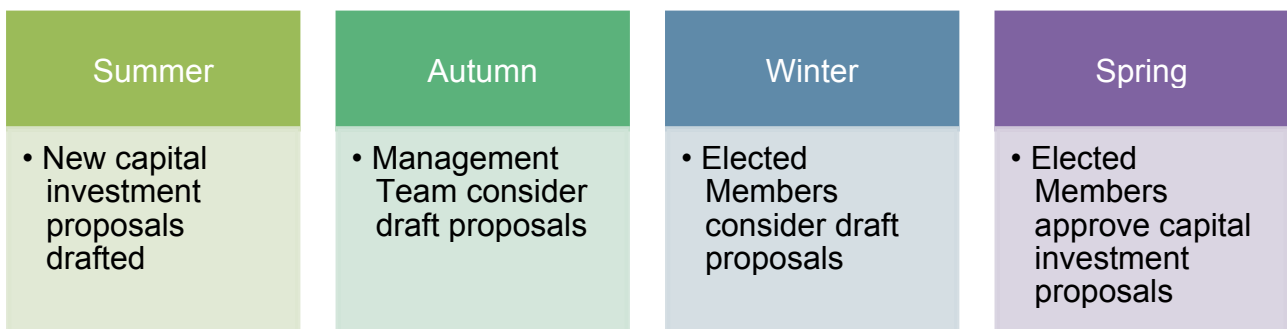 Summer
• New capital
investment
proposals
drafted
Autumn
• Management
Team consider
draft proposals
Winter
• Elected
Members
consider draft
proposals
Spring
• Elected
Members
approve capital
investment
proposals